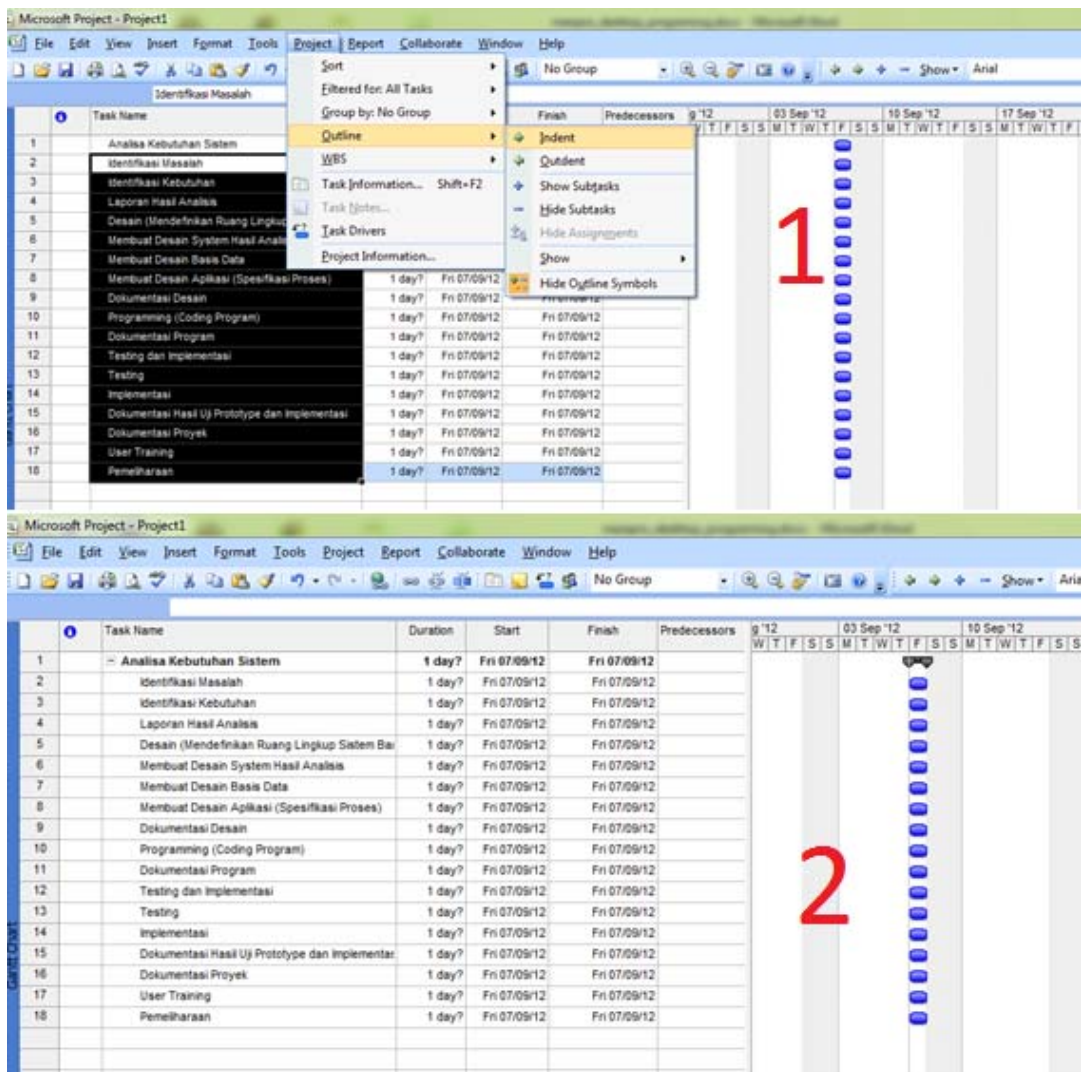 Microsoft Project - Project1
File Edit View Insert Format Tools Project Report Collaborate Window Help
No Group Show Arial
Identifikasi Masalah
Task Name Finish Predecessors g '12 03 Sep '12 10 Sep '12 17 Sep '12
W T F S S M T W T F S S M T W T F S S M T W T F
Sort
Filtered for: All Tasks
Group by: No Group
Outline
WBS
Task Information... Shift+F2
Task Notes...
Task Drivers
Project Information...
Indent
Outdent
Show Subtasks
Hide Subtasks
Hide Assignments
Show
Hide Outline Symbols
1
1 Analisa Kebutuhan Sistem
2 Identifikasi Masalah
3 Identifikasi Kebutuhan
4 Laporan Hasil Analisis
5 Desain (Mendefinikan Ruang Lingkup
6 Membuat Desain System Hasil
7 Membuat Desain Basis Data
8 Membuat Desain Aplikasi (Spesifikasi Proses) 1 day? Fri 07/09/12
9 Dokumentasi Desain 1 day? Fri 07/09/12 Fri 07/09/12
10 Programming (Coding Program) 1 day? Fri 07/09/12 Fri 07/09/12
11 Dokumentasi Program 1 day? Fri 07/09/12 Fri 07/09/12
12 Testing dan Implementasi 1 day? Fri 07/09/12 Fri 07/09/12
13 Testing 1 day? Fri 07/09/12 Fri 07/09/12
14 Implementasi 1 day? Fri 07/09/12 Fri 07/09/12
15 Dokumentasi Hasil Uji Prototype dan Implementasi 1 day? Fri 07/09/12 Fri 07/09/12
16 Dokumentasi Proyek 1 day? Fri 07/09/12 Fri 07/09/12
17 User Training 1 day? Fri 07/09/12 Fri 07/09/12
18 Pemeliharaan 1 day? Fri 07/09/12 Fri 07/09/12
Microsoft Project - Project1
File Edit View Insert Format Tools Project Report Collaborate Window Help
No Group Show Aria
Task Name Duration Start Finish Predecessors g '12 03 Sep '12 10 Sep '12
W T F S S M T W T F S S M T W T F S S
1 - Analisa Kebutuhan Sistem 1 day? Fri 07/09/12 Fri 07/09/12
2 Identifikasi Masalah 1 day? Fri 07/09/12 Fri 07/09/12
3 Identifikasi Kebutuhan 1 day? Fri 07/09/12 Fri 07/09/12
4 Laporan Hasil Analisis 1 day? Fri 07/09/12 Fri 07/09/12
5 Desain (Mendefinikan Ruang Lingkup Sistem Bar 1 day? Fri 07/09/12 Fri 07/09/12
6 Membuat Desain System Hasil Analisis 1 day? Fri 07/09/12 Fri 07/09/12
7 Membuat Desain Basis Data 1 day? Fri 07/09/12 Fri 07/09/12
8 Membuat Desain Aplikasi (Spesifikasi Proses) 1 day? Fri 07/09/12 Fri 07/09/12
9 Dokumentasi Desain 1 day? Fri 07/09/12 Fri 07/09/12
10 Programming (Coding Program) 1 day? Fri 07/09/12 Fri 07/09/12
11 Dokumentasi Program 1 day? Fri 07/09/12 Fri 07/09/12
12 Testing dan Implementasi 1 day? Fri 07/09/12 Fri 07/09/12
13 Testing 1 day? Fri 07/09/12 Fri 07/09/12
14 Implementasi 1 day? Fri 07/09/12 Fri 07/09/12
15 Dokumentasi Hasil Uji Prototype dan Implementas 1 day? Fri 07/09/12 Fri 07/09/12
16 Dokumentasi Proyek 1 day? Fri 07/09/12 Fri 07/09/12
17 User Training 1 day? Fri 07/09/12 Fri 07/09/12
18 Pemeliharaan 1 day? Fri 07/09/12 Fri 07/09/12
2
Gantt Chart